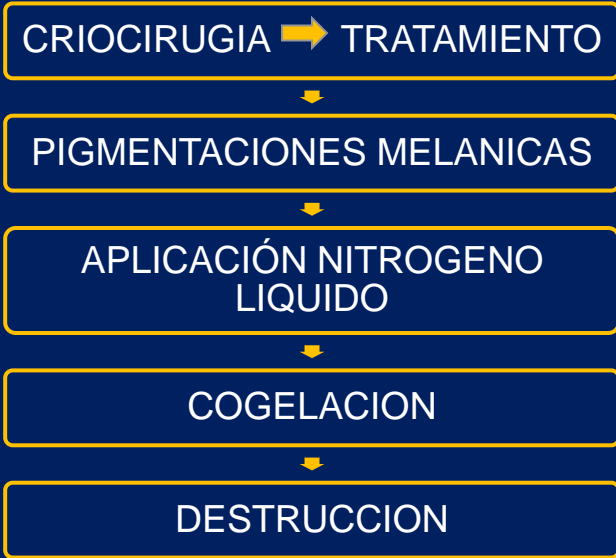 CRIOCIRUGIA TRATAMIENTO
PIGMENTACIONES MELANICAS
APLICACIÓN NITROGENO
LIQUIDO
COGELACION
DESTRUCCION